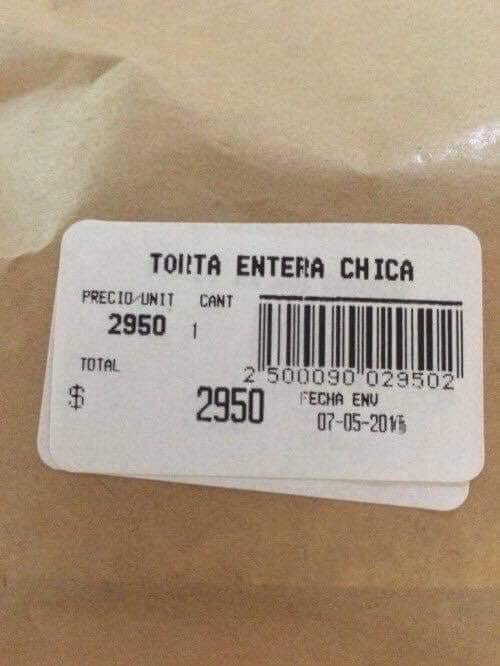 TORTA ENTERA CHICA
PRECIO/UNIT CANT
2950 1
2 500090 029502
TOTAL
$ 2950
FECHA ENV